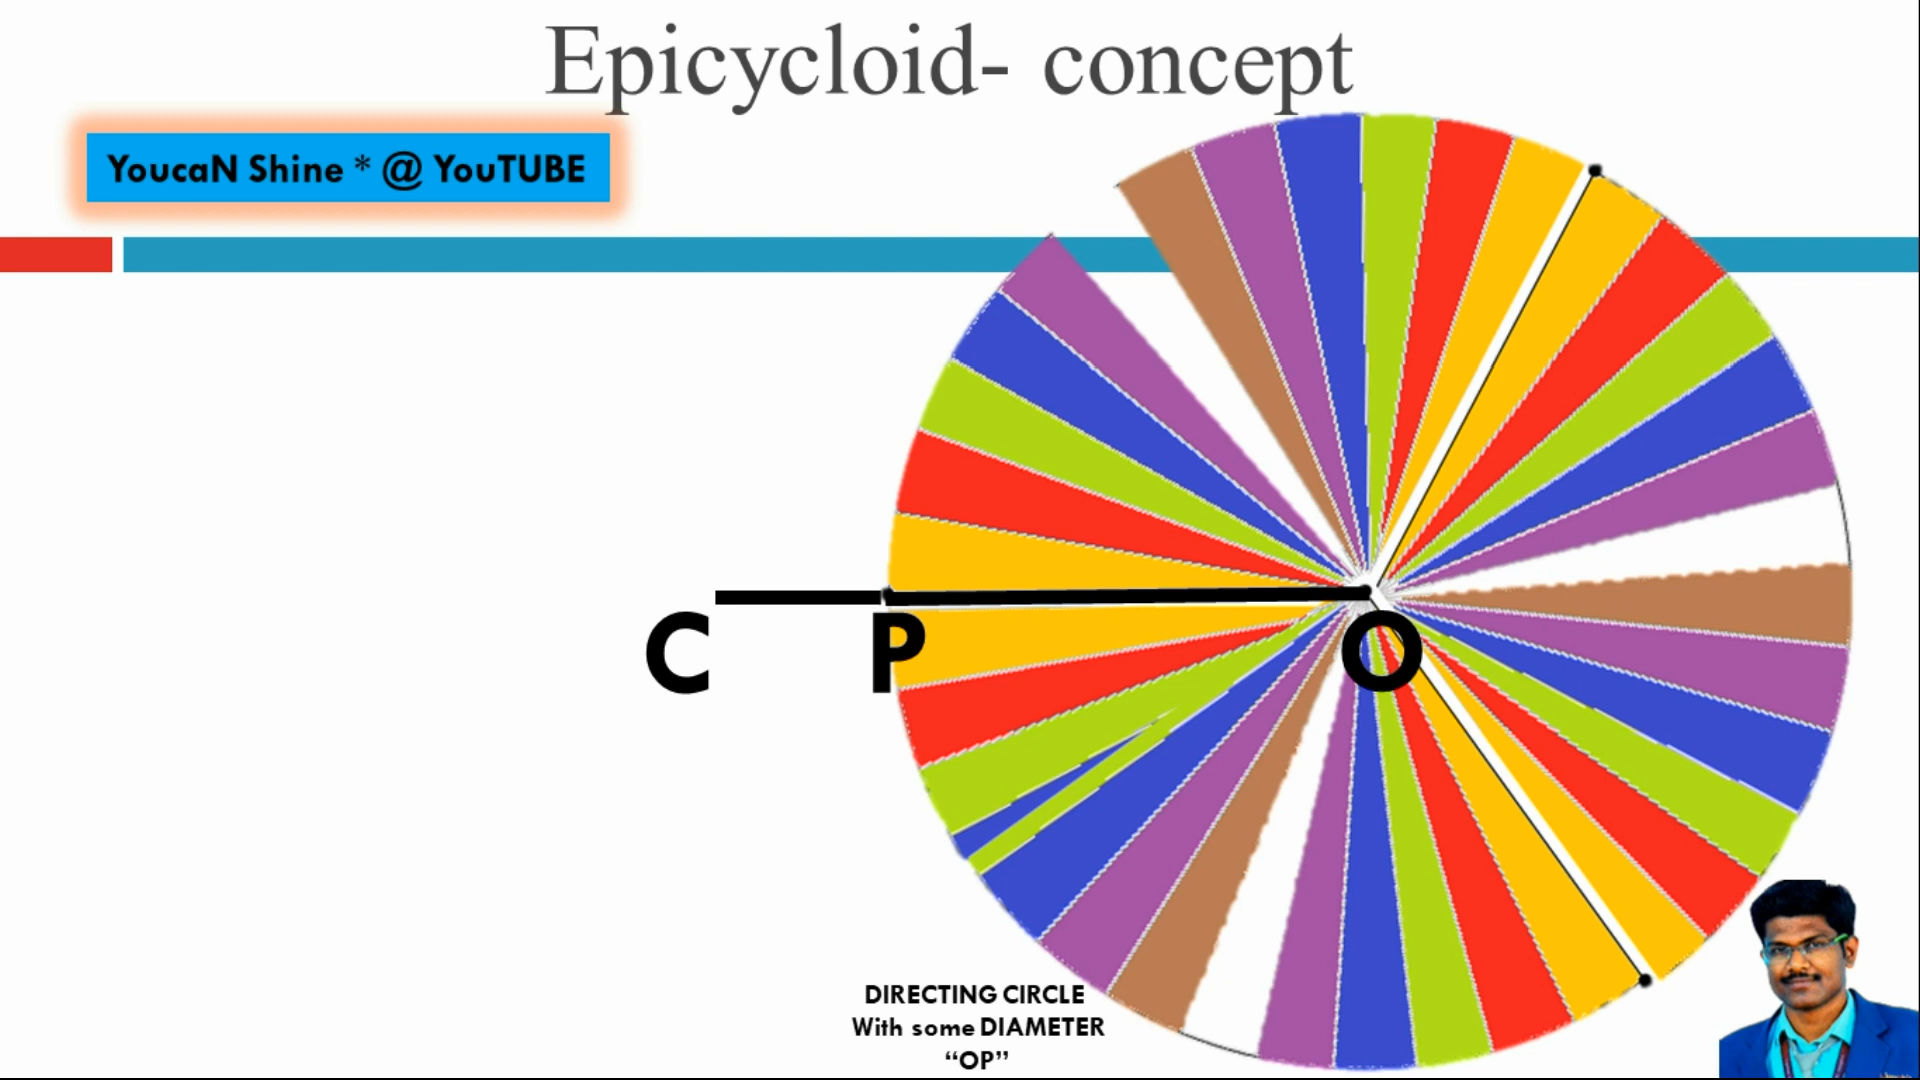 Epicycloid- concept
YoucaN Shine * @ YouTUBE
C P O
DIRECTING CIRCLE
With some DIAMETER
“OP”